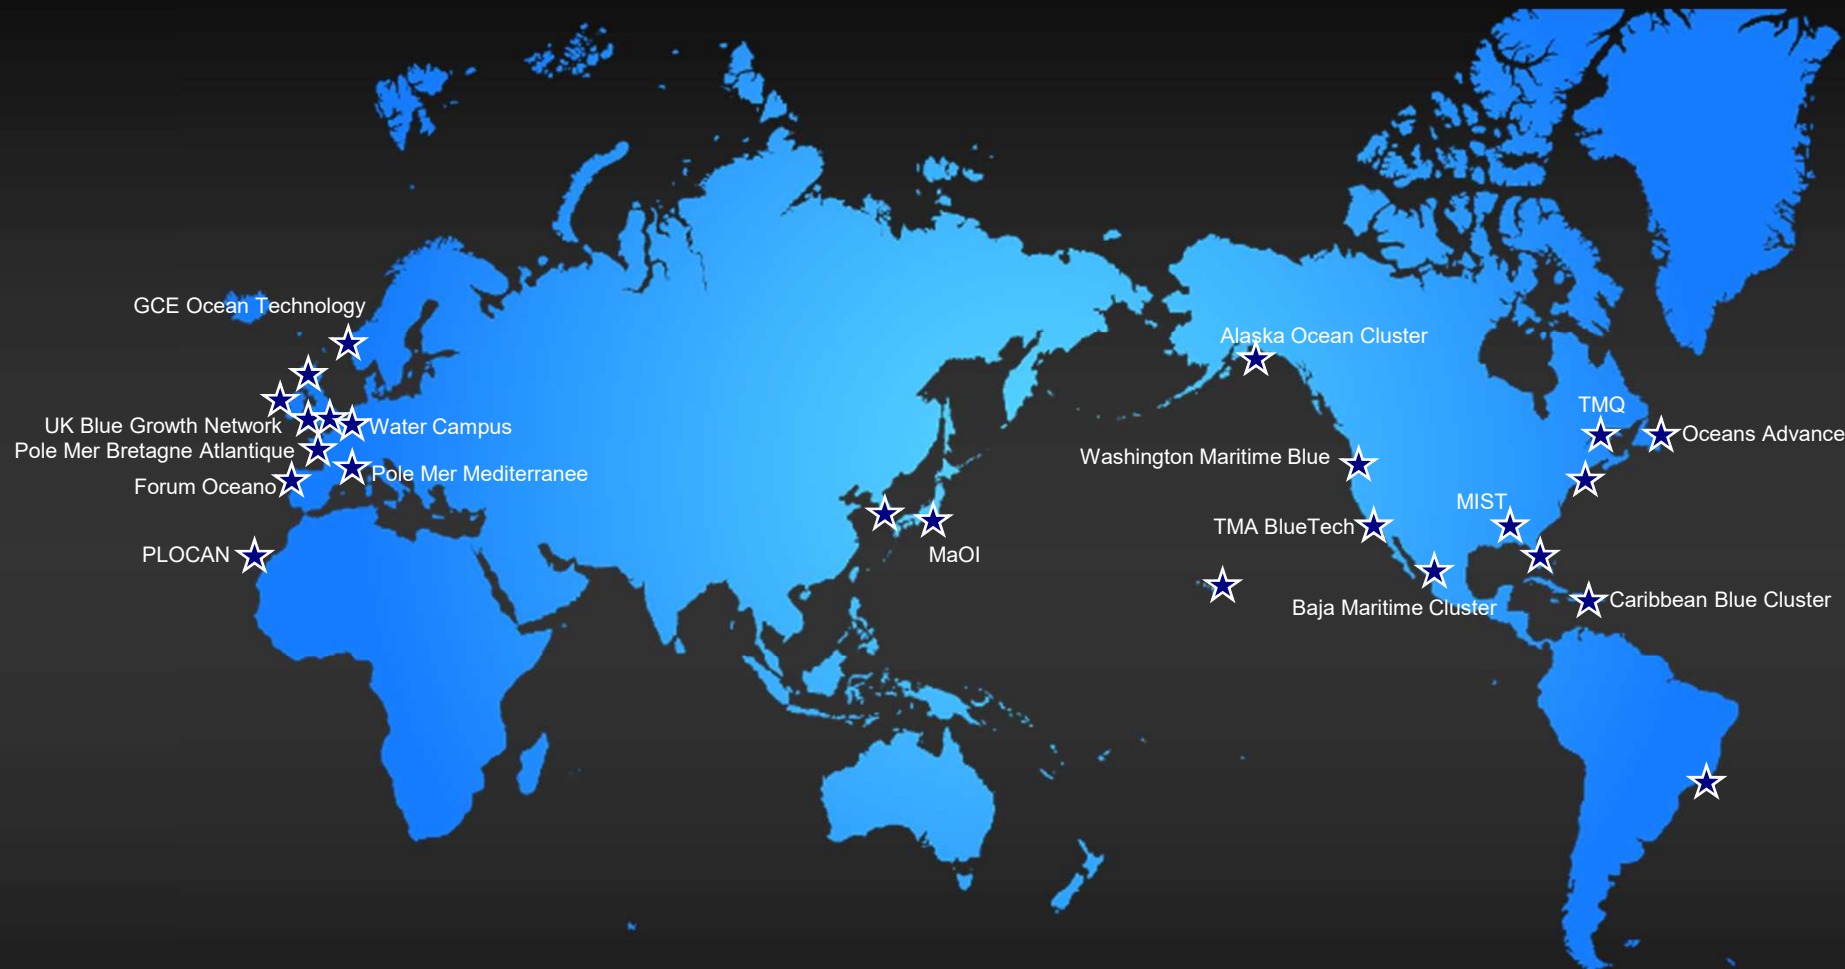 GCE Ocean Technology
Alaska Ocean Cluster
TMQ
UK Blue Growth Network
Water Campus
Oceans Advance
Pole Mer Bretagne Atlantique
Washington Maritime Blue
Pole Mer Mediterranee
Forum Oceano
MIST
TMA BlueTech
PLOCAN
MaOI
Baja Maritime Cluster
Caribbean Blue Cluster